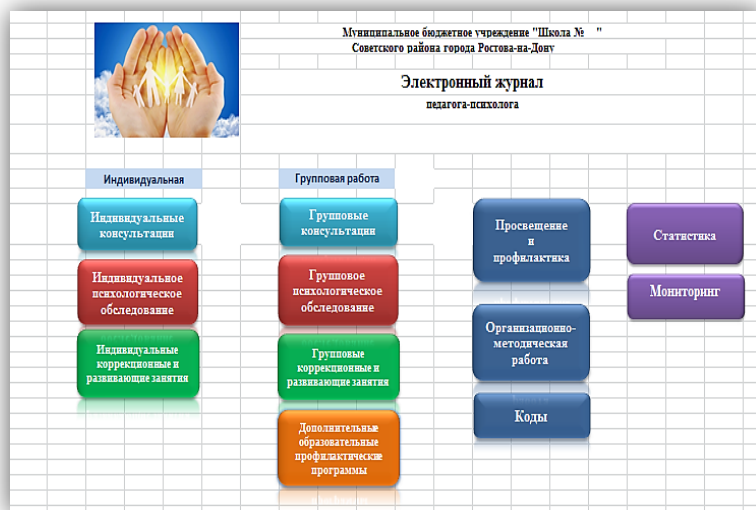 Муниципальное бюджетное учреждение "Школа № "
Советского района города Ростова-на-Дону
Электронный журнал
педагога-психолога
Индивидуальная
Групповая работа
Индивидуальные
консультации
Индивидуальное
психологическое
обследование
Индивидуальные
коррекционные и
развивающие занятия
Групповые
консультации
Групповое
психологическое
обследование
Групповые
коррекционные и
развивающие занятия
Дополнительные
образовательные
профилактические
программы
Просвещение
и
профилактика
Организационно-
методическая
работа
Коды
Статистика
Мониторинг